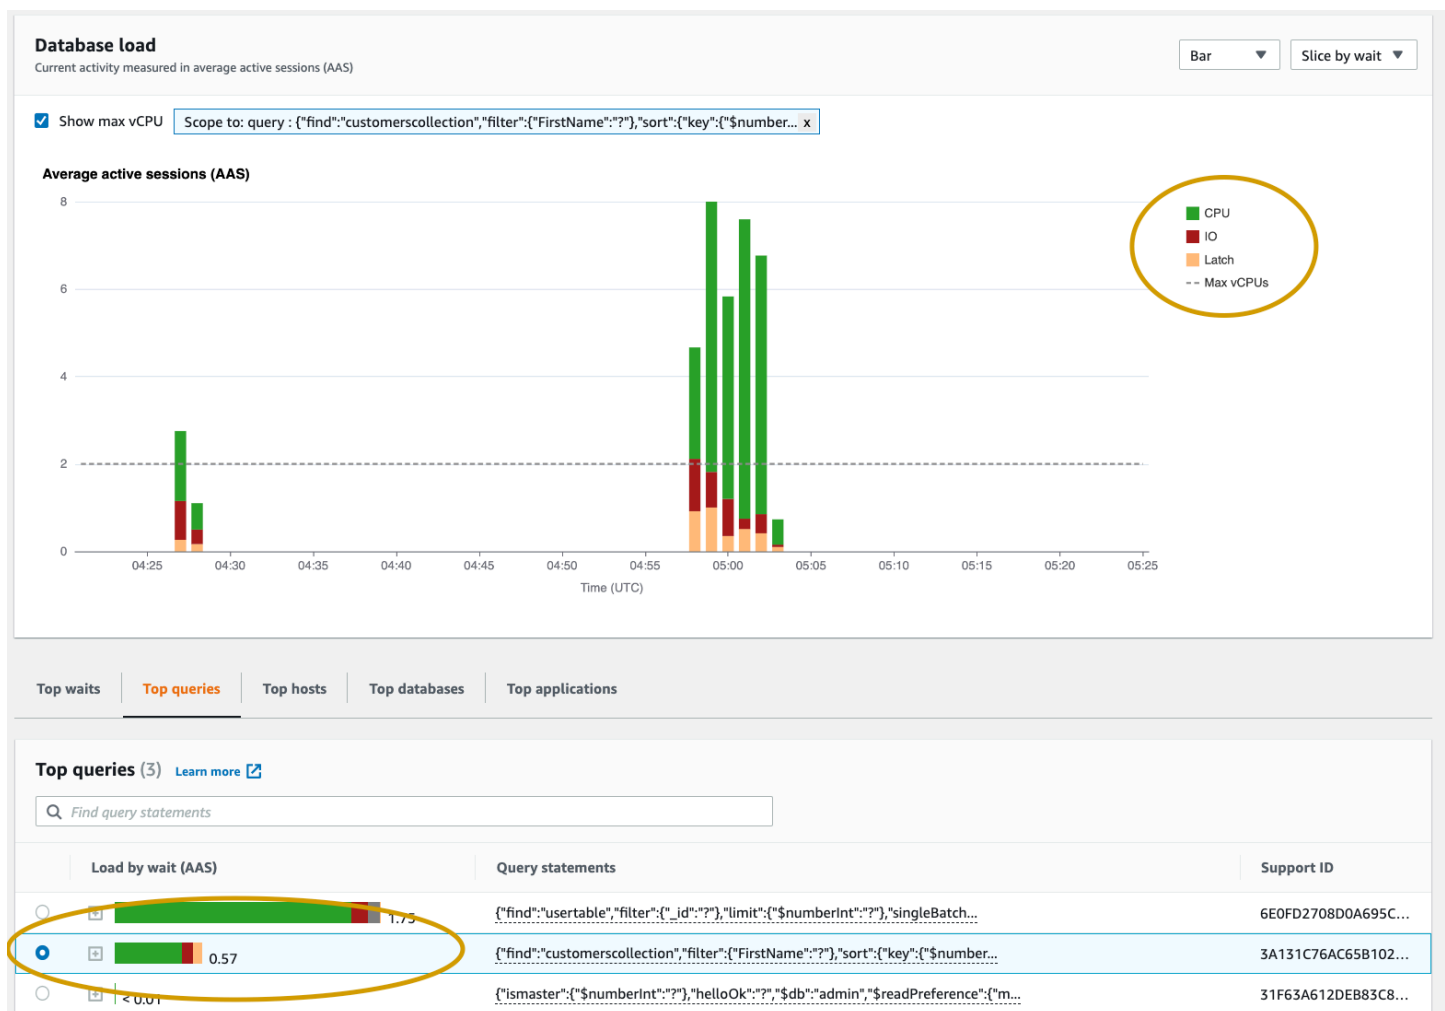 Database load
Current activity measured in average active sessions (AAS)
Bar
Slice by wait
Show max vCPU
Scope to: query : {"find":"customerscollection","filter":{"FirstName":"?"},"sort":{"key":{"$number... x
Average active sessions (AAS)
8
6
4
2
0
CPU
IO
Latch
Max vCPUs
04:25 04:30 04:35 04:40 04:45 04:50 04:55 05:00 05:05 05:10 05:15 05:20 05:25
Time (UTC)
Top waits Top queries Top hosts Top databases Top applications
Top queries (3) Learn more
Find query statements
Load by wait (AAS) Query statements Support ID
1.75 {"find":"usertable","filter":{"_id":"?"},"limit":{"$numberInt":"?"},"singleBatch... 6E0FD2708D0A695C...
0.57 {"find":"customerscollection","filter":{"FirstName":"?"},"sort":{"key":{"$number... 3A131C76AC65B102...
< 0.01 {"ismaster":{"$numberInt":"?"},"helloOk":"?","$db":"admin","$readPreference":{"m... 31F63A612DEB83C8...